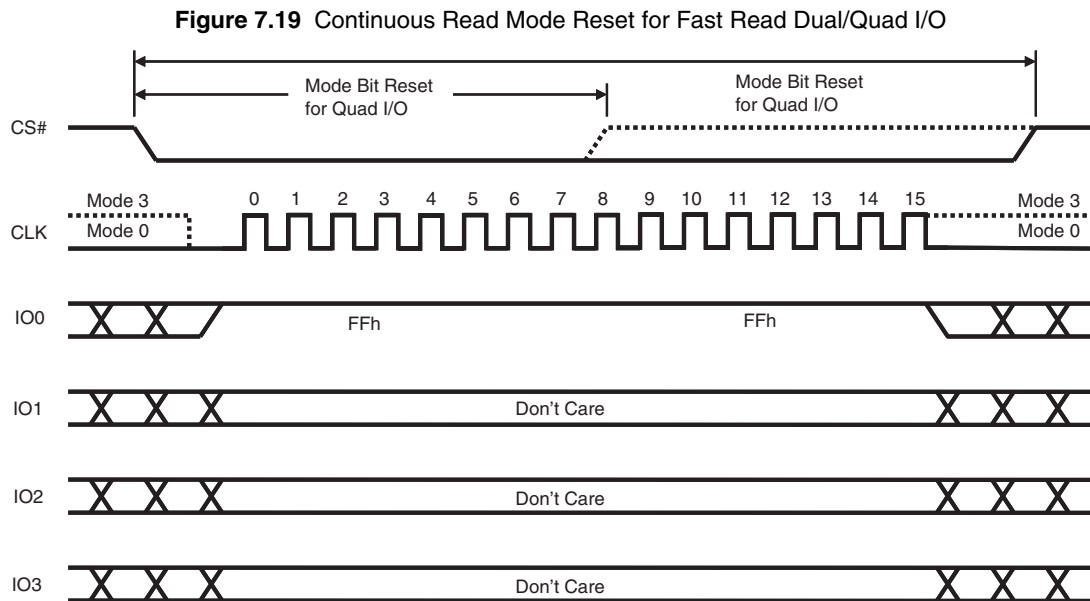 Figure 7.19 Continuous Read Mode Reset for Fast Read Dual/Quad I/O
Mode Bit Reset
for Quad I/O
Mode Bit Reset
for Quad I/O
CS#
Mode 3
Mode 0
CLK
0 1 2 3 4 5 6 7 8 9 10 11 12 13 14 15
Mode 3
Mode 0
IO0
FFh
FFh
IO1
Don't Care
IO2
Don't Care
IO3
Don't Care